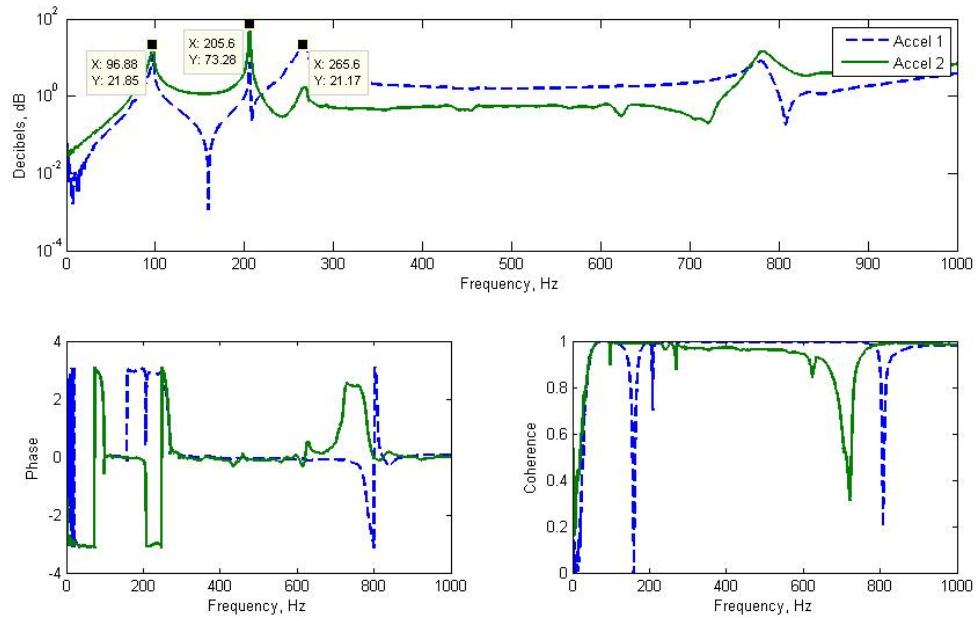 10^2
10^0
10^-2
10^-4
Decibels, dB
X: 96.88
Y: 21.85
X: 205.6
Y: 73.28
X: 265.6
Y: 21.17
Accel 1
Accel 2
0 100 200 300 400 500 600 700 800 900 1000
Frequency, Hz
4
2
0
-2
-4
Phase
0 200 400 600 800 1000
Frequency, Hz
1
0.8
0.6
0.4
0.2
0
Coherence
0 200 400 600 800 1000
Frequency, Hz